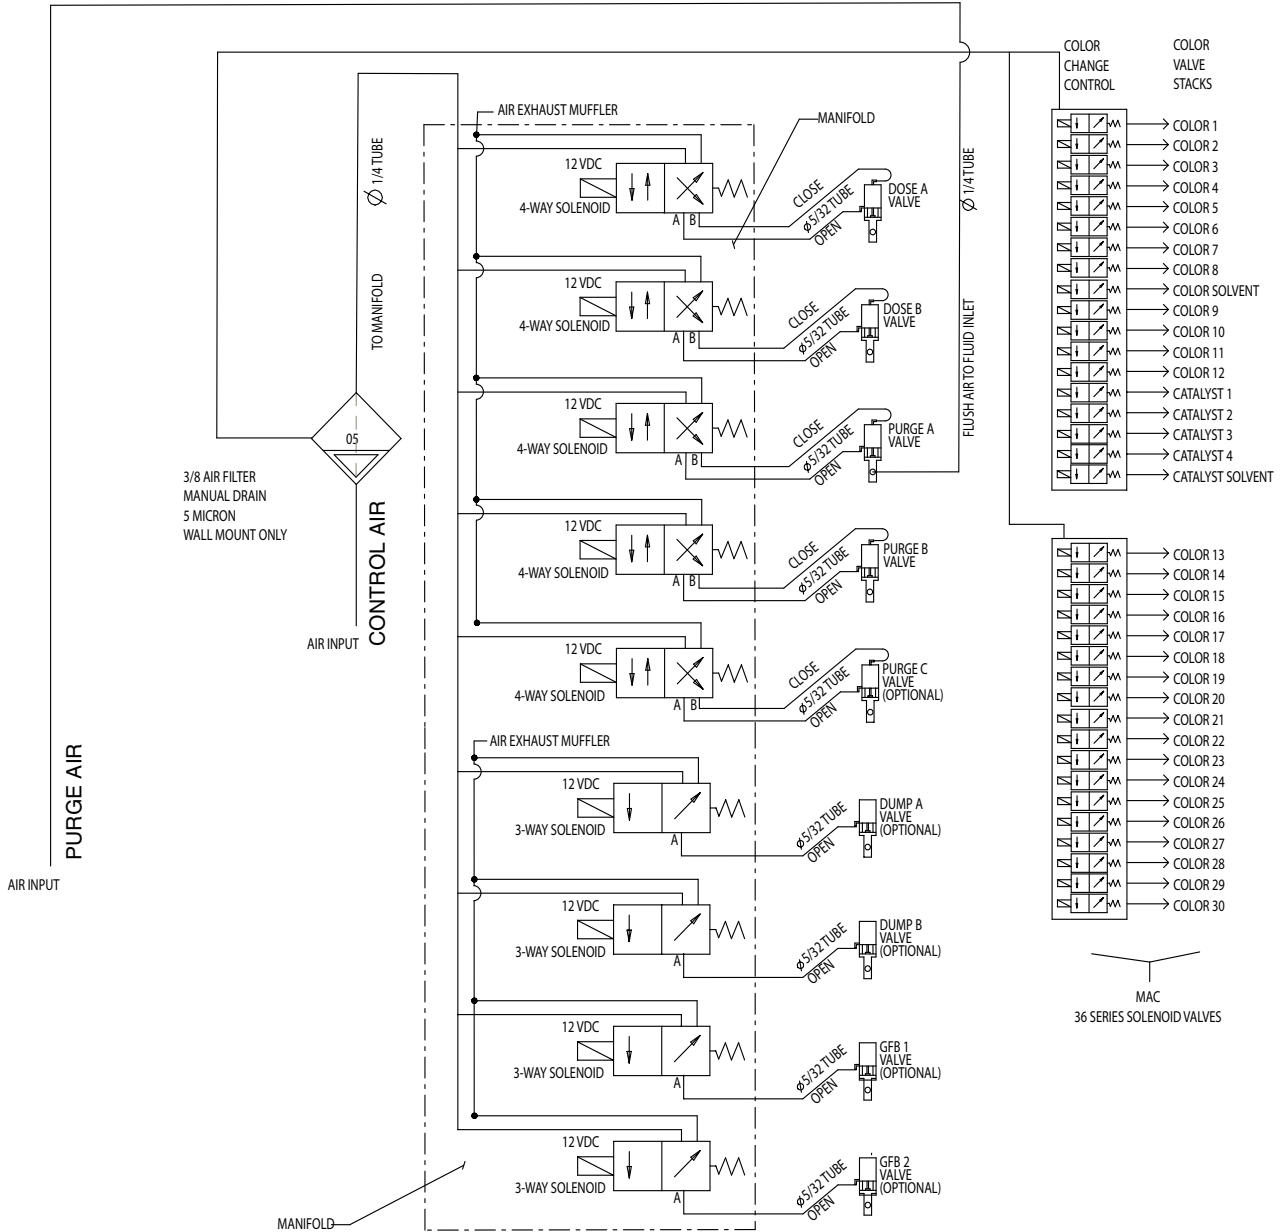 COLOR
CHANGE
CONTROL
COLOR
VALVE
STACKS
AIR EXHAUST MUFFLER
MANIFOLD
Ø 1/4 TUBE
TO MANIFOLD
12 VDC
4-WAY SOLENOID
A B
CLOSE
Ø5/32 TUBE
OPEN
DOSE A
VALVE
12 VDC
4-WAY SOLENOID
A B
CLOSE
Ø5/32 TUBE
OPEN
DOSE B
VALVE
12 VDC
4-WAY SOLENOID
A B
CLOSE
Ø5/32 TUBE
OPEN
PURGE A
VALVE
12 VDC
4-WAY SOLENOID
A B
CLOSE
Ø5/32 TUBE
OPEN
PURGE B
VALVE
12 VDC
4-WAY SOLENOID
A B
CLOSE
Ø5/32 TUBE
OPEN
PURGE C
VALVE
(OPTIONAL)
Ø 1/4 TUBE
FLUSH AIR TO FLUID INLET
05
3/8 AIR FILTER
MANUAL DRAIN
5 MICRON
WALL MOUNT ONLY
CONTROL AIR
AIR INPUT
PURGE AIR
AIR INPUT
AIR EXHAUST MUFFLER
12 VDC
3-WAY SOLENOID
A
Ø5/32 TUBE
OPEN
DUMP A
VALVE
(OPTIONAL)
12 VDC
3-WAY SOLENOID
A
Ø5/32 TUBE
OPEN
DUMP B
VALVE
(OPTIONAL)
12 VDC
3-WAY SOLENOID
A
Ø5/32 TUBE
OPEN
GFB 1
VALVE
(OPTIONAL)
12 VDC
3-WAY SOLENOID
A
Ø5/32 TUBE
OPEN
GFB 2
VALVE
(OPTIONAL)
MANIFOLD
COLOR 1
COLOR 2
COLOR 3
COLOR 4
COLOR 5
COLOR 6
COLOR 7
COLOR 8
COLOR SOLVENT
COLOR 9
COLOR 10
COLOR 11
COLOR 12
CATALYST 1
CATALYST 2
CATALYST 3
CATALYST 4
CATALYST SOLVENT
COLOR 13
COLOR 14
COLOR 15
COLOR 16
COLOR 17
COLOR 18
COLOR 19
COLOR 20
COLOR 21
COLOR 22
COLOR 23
COLOR 24
COLOR 25
COLOR 26
COLOR 27
COLOR 28
COLOR 29
COLOR 30
MAC
36 SERIES SOLENOID VALVES